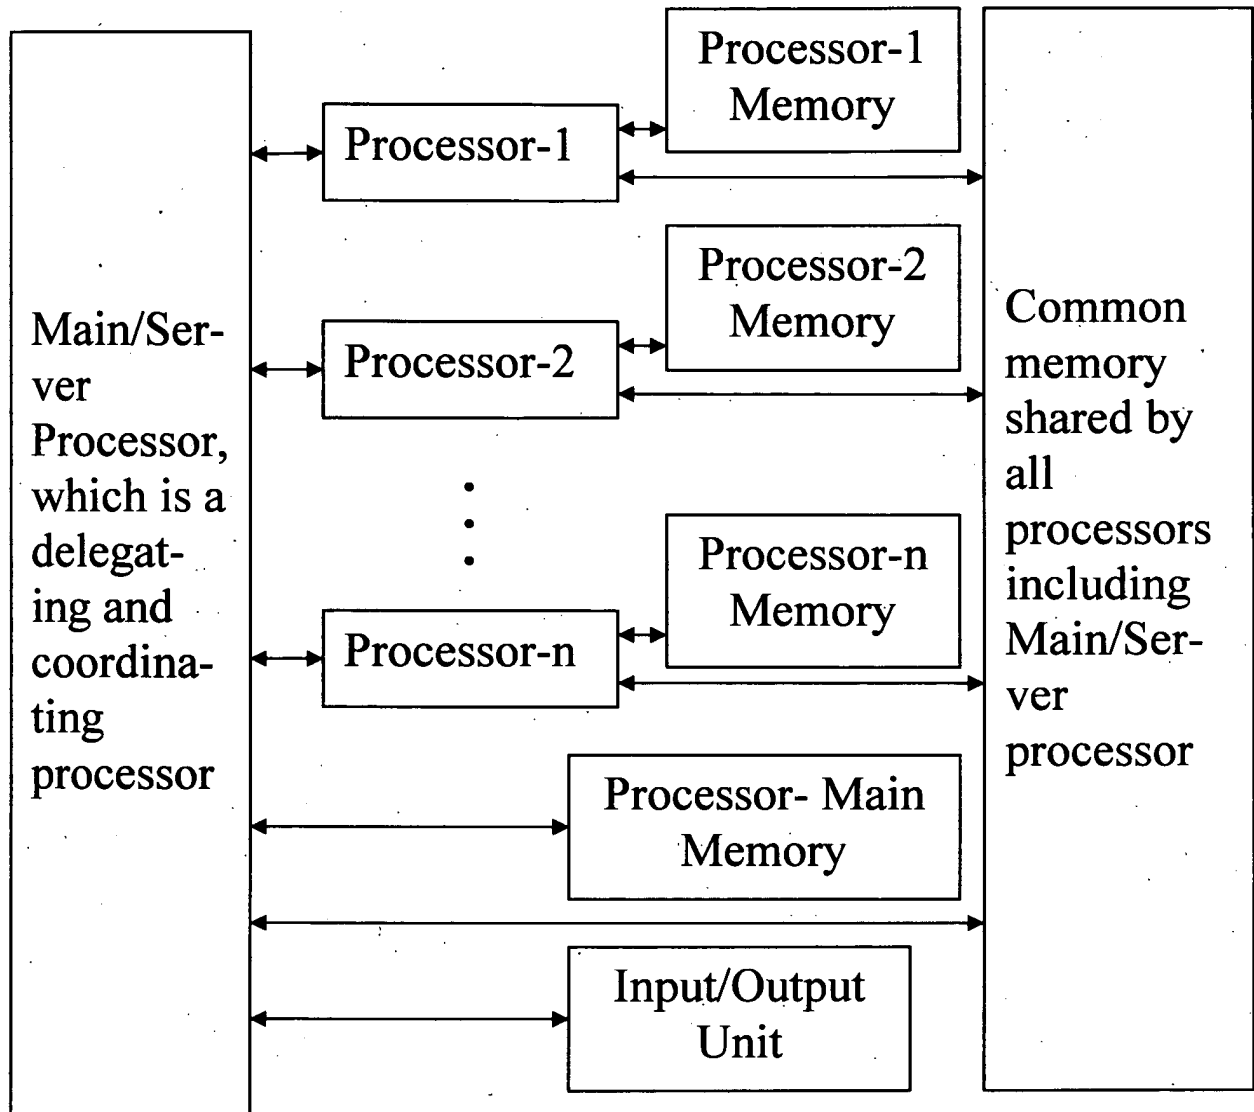 Main/Ser-
ver
Processor,
which is a
delegat-
ing and
coordina-
ting
processor
Processor-1
Processor-1
Memory
Processor-2
Processor-2
Memory
Processor-n
Processor-n
Memory
Processor- Main
Memory
Input/Output
Unit
Common
memory
shared by
all
processors
including
Main/Ser-
ver
processor